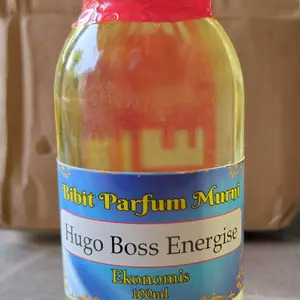 Bibit Parfum Murni
Hugo Boss Energise
Ekonomis
100ml